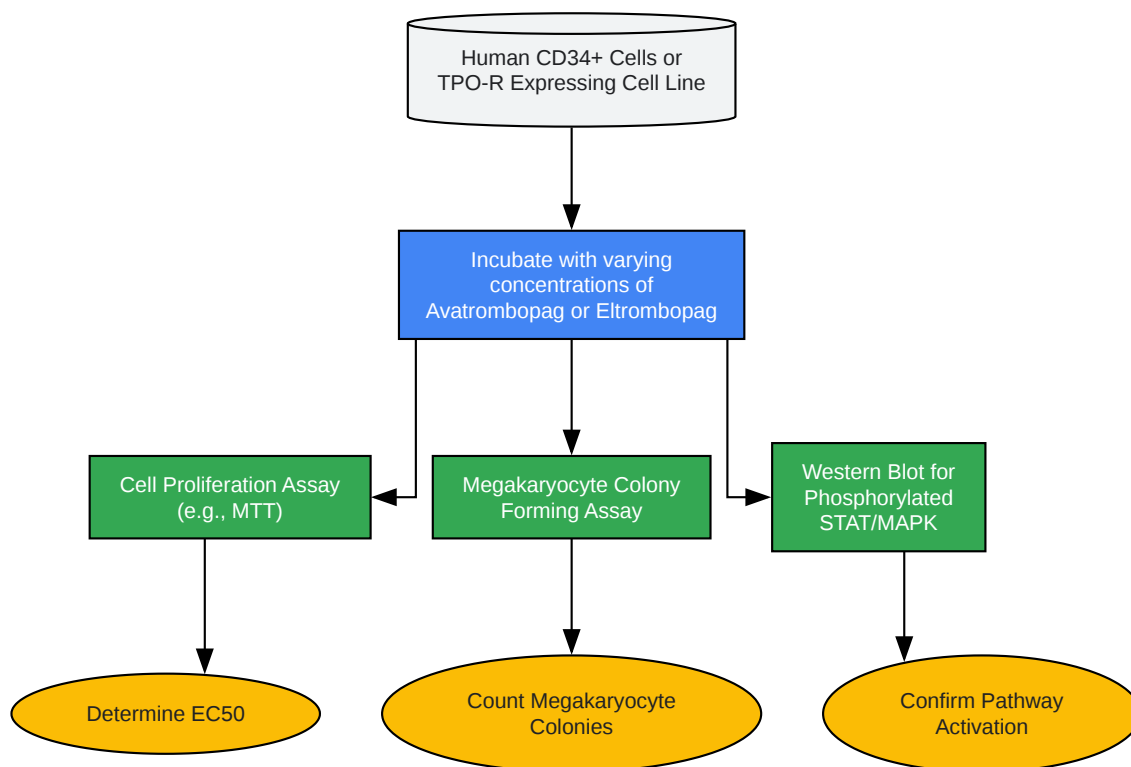 Human CD34+ Cells or
TPO-R Expressing Cell Line
Incubate with varying
concentrations of
Avatrombopag or Eltrombopag
Cell Proliferation Assay
(e.g., MTT)
Megakaryocyte Colony
Forming Assay
Western Blot for
Phosphorylated
STAT/MAPK
Determine EC50
Count Megakaryocyte
Colonies
Confirm Pathway
Activation